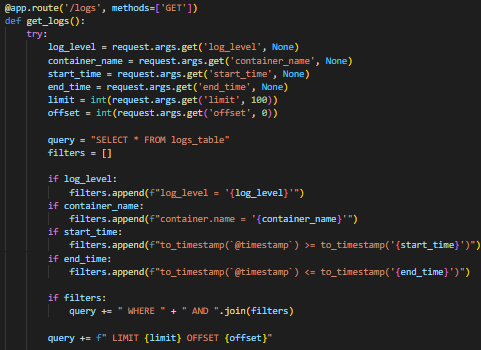 @app.route('/logs', methods=['GET'])
def get_logs():
    try:
        log_level = request.args.get('log_level', None)
        container_name = request.args.get('container_name', None)
        start_time = request.args.get('start_time', None)
        end_time = request.args.get('end_time', None)
        limit = int(request.args.get('limit', 100))
        offset = int(request.args.get('offset', 0))

        query = "SELECT * FROM logs_table"
        filters = []

        if log_level:
            filters.append(f"log_level = '{log_level}'")
        if container_name:
            filters.append(f"container.name = '{container_name}'")
        if start_time:
            filters.append(f"to_timestamp(`@timestamp`) >= to_timestamp('{start_time}')")
        if end_time:
            filters.append(f"to_timestamp(`@timestamp`) <= to_timestamp('{end_time}')")

        if filters:
            query += " WHERE " + " AND ".join(filters)

        query += f" LIMIT {limit} OFFSET {offset}"